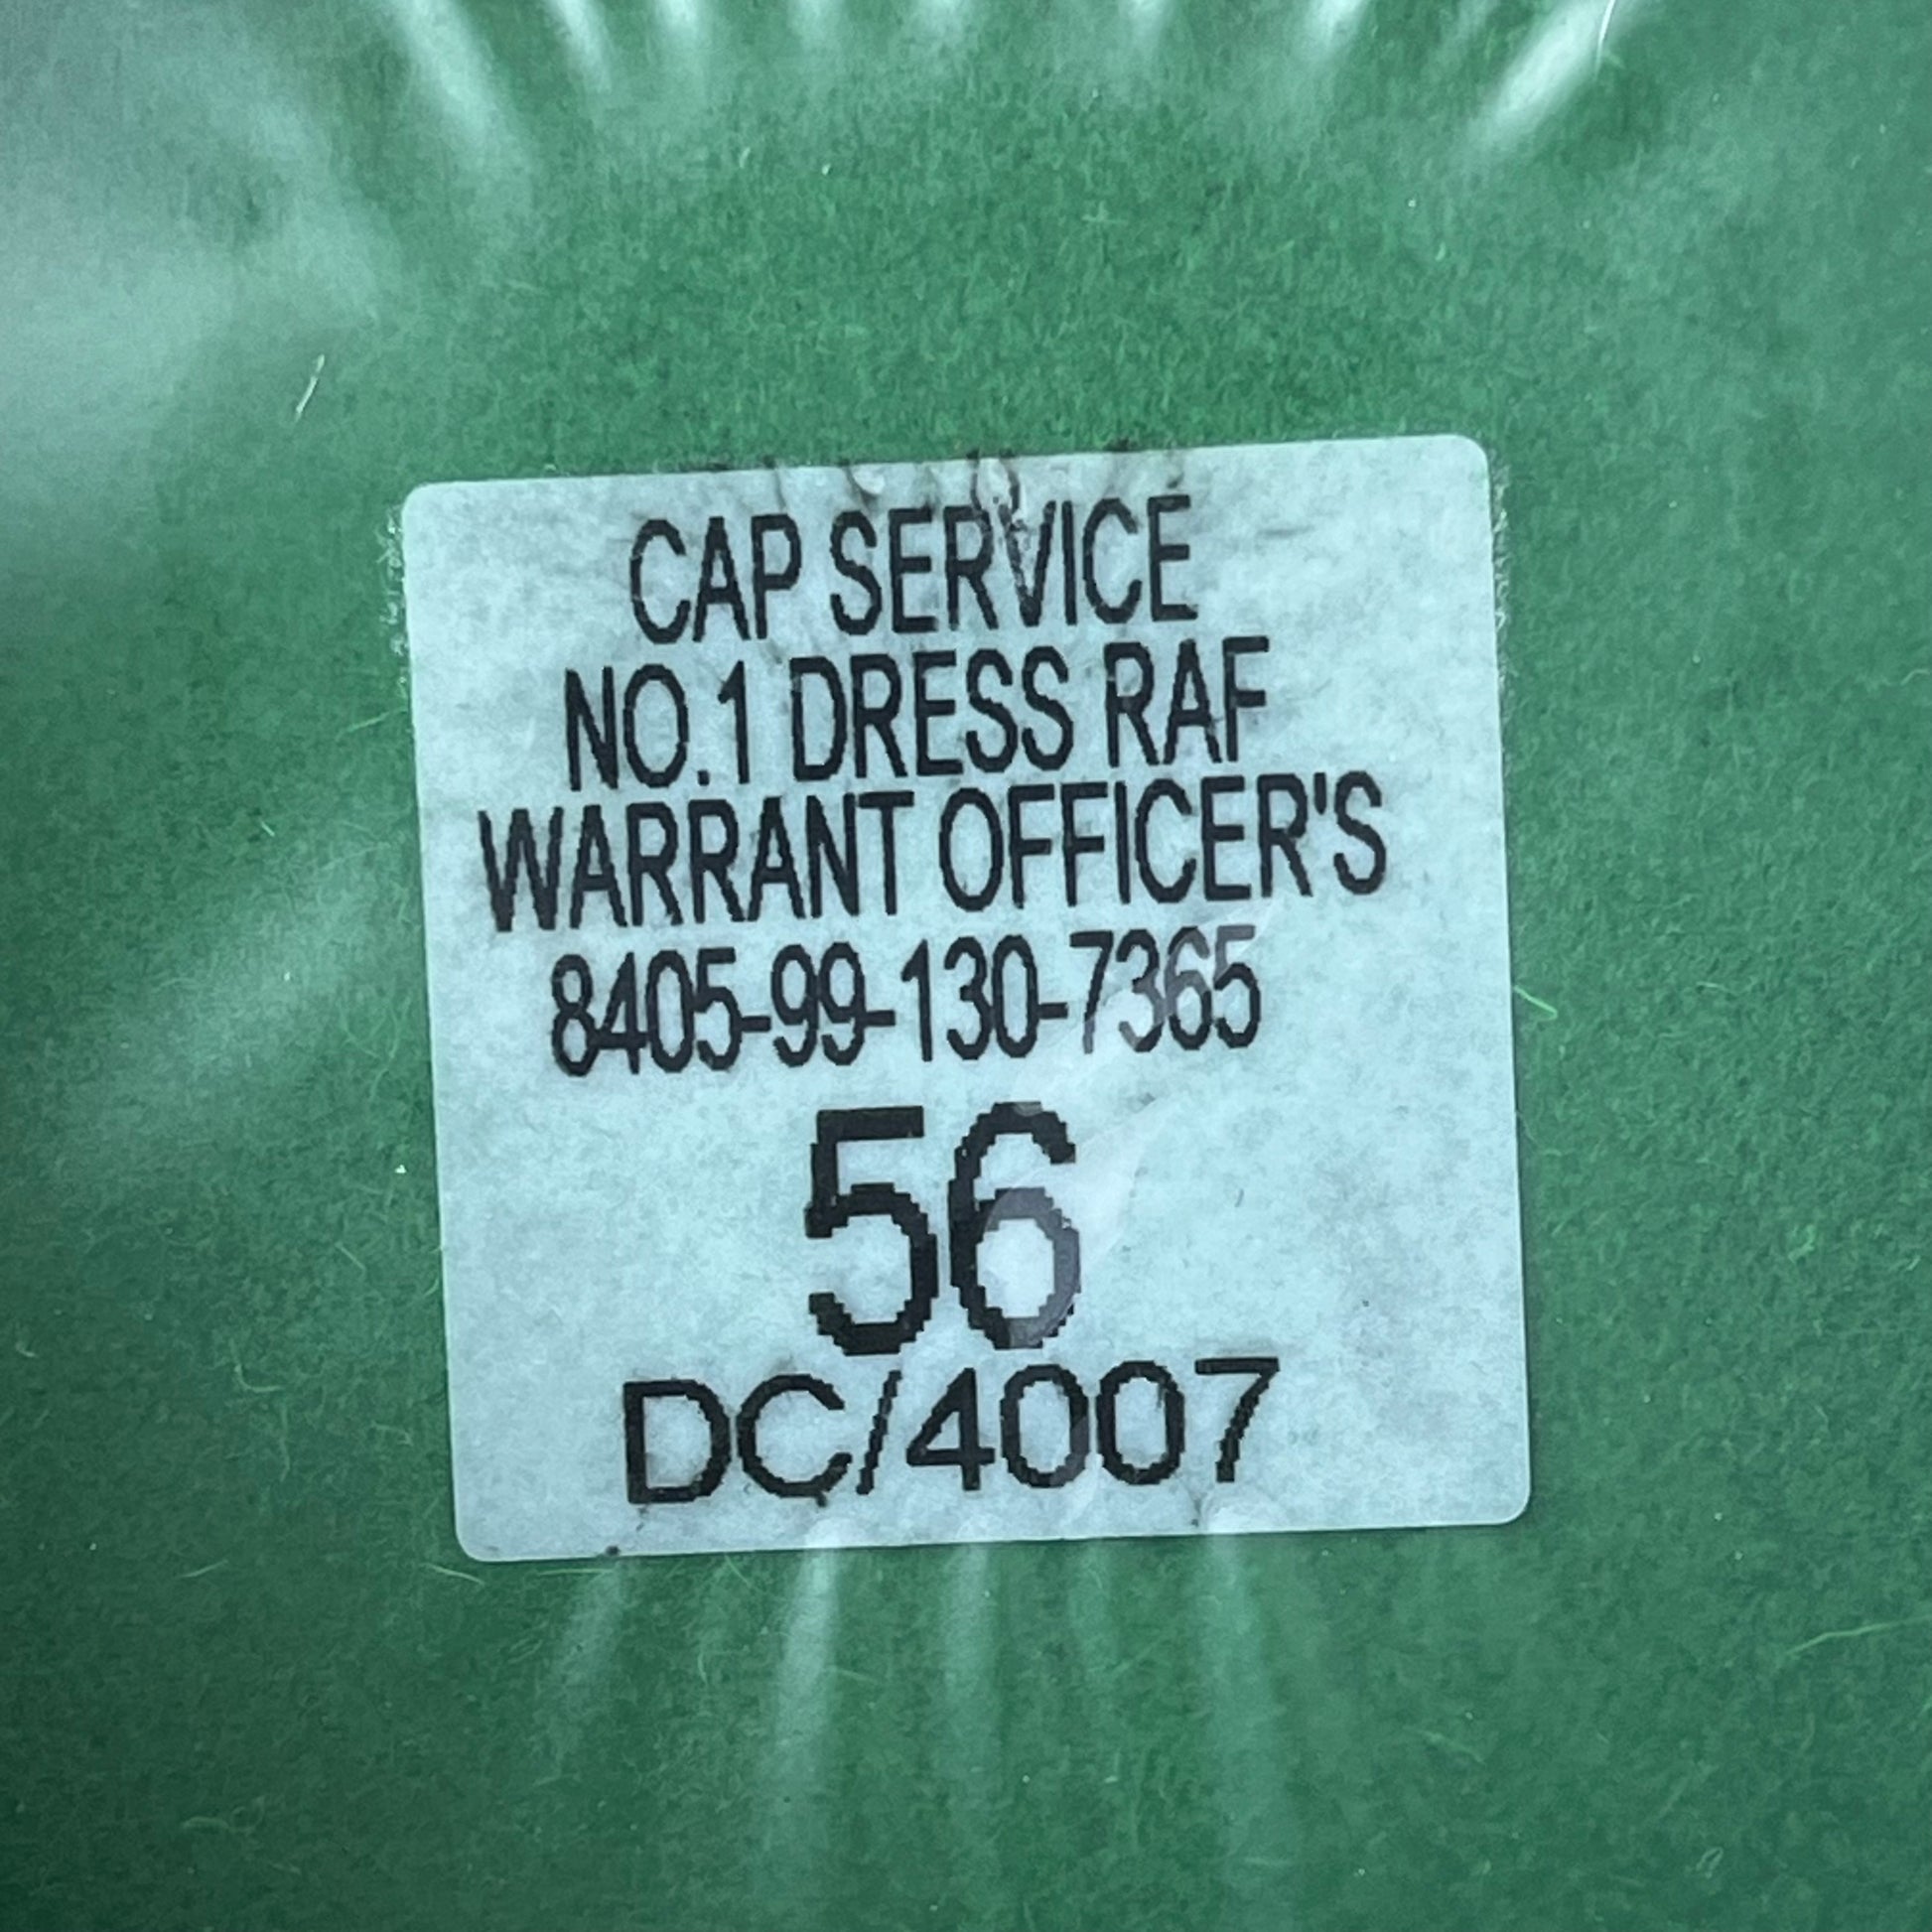 CAP SERVICE
NO.1 DRESS RAF
WARRANT OFFICER'S
8405-99-130-7365
56
DC/4007